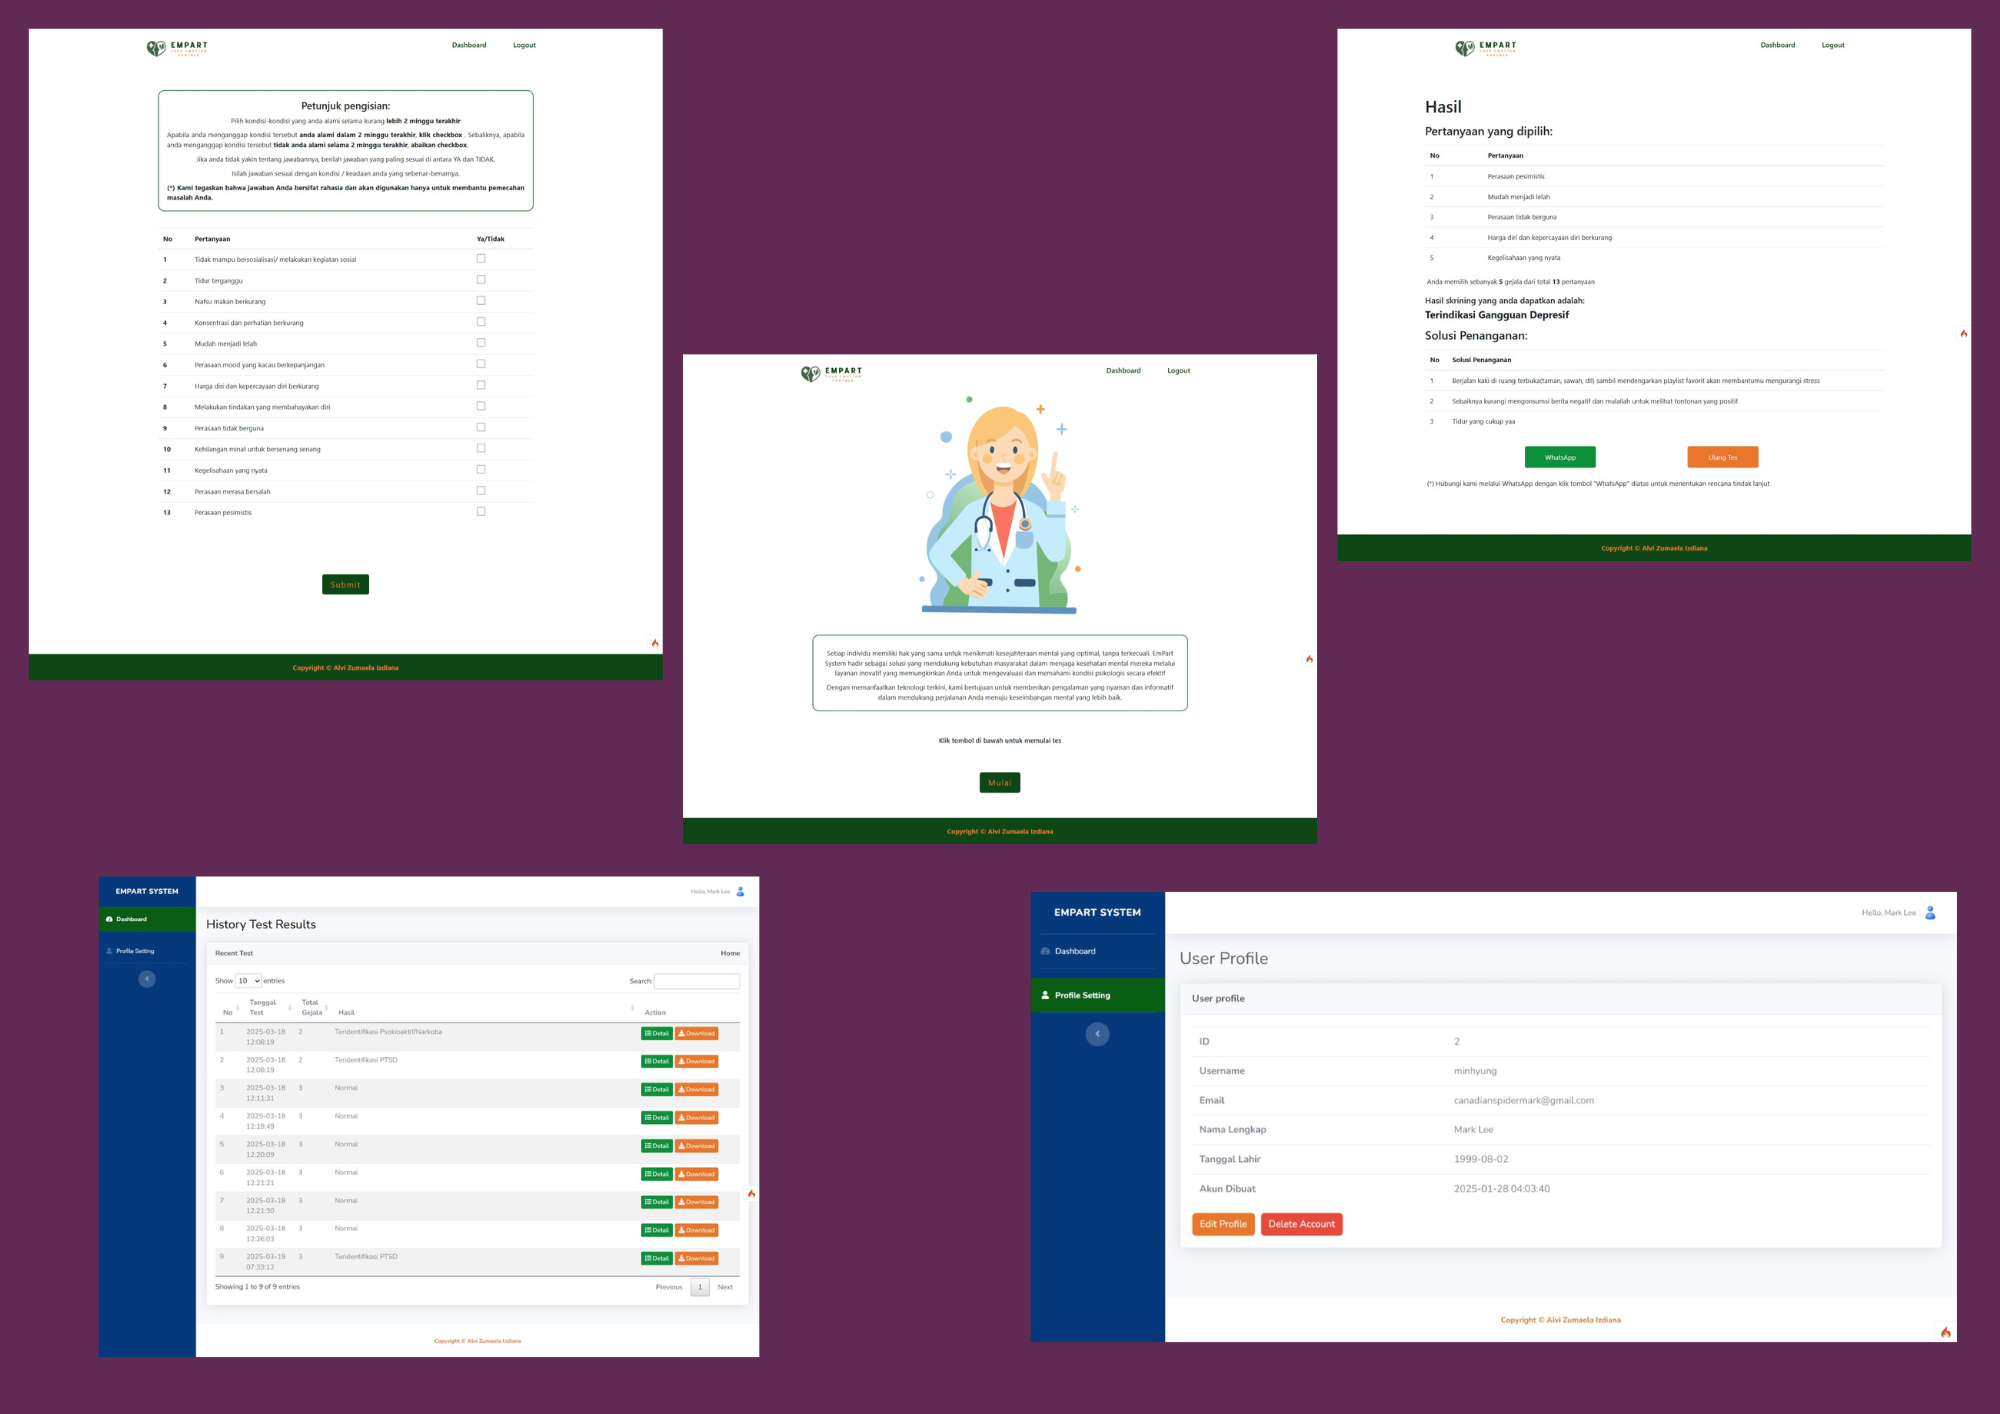 EMPART
YOUR EMOTION
PARTNER
Dashboard
Logout
Petunjuk pengisian:
Pilih kondisi-kondisi yang anda alami selama kurang lebih 2 minggu terakhir
Apabila anda menganggap kondisi tersebut anda alami dalam 2 minggu terakhir, klik checkbox . Sebaliknya, apabila
anda menganggap kondisi tersebut tidak anda alami selama 2 minggu terakhir, abaikan checkbox.
Jika anda tidak yakin tentang jawabannya, berilah jawaban yang paling sesuai di antara YA dan TIDAK.
Isilah jawaban sesuai dengan kondisi / keadaan anda yang sebenar-benarnya.
(*) Kami tegaskan bahwa jawaban Anda bersifat rahasia dan akan digunakan hanya untuk membantu pemecahan
masalah Anda.
No Pertanyaan Ya/Tidak
1 Tidak mampu bersosialisasi/ melakukan kegiatan sosial
2 Tidur terganggu
3 Nafsu makan berkurang
4 Konsentrasi dan perhatian berkurang
5 Mudah menjadi lelah
6 Perasaan mood yang kacau berkepanjangan
7 Harga diri dan kepercayaan diri berkurang
8 Melakukan tindakan yang membahayakan diri
9 Perasaan tidak berguna
10 Kehilangan minat untuk bersenang senang
11 Kegelisahaan yang nyata
12 Perasaan merasa bersalah
13 Perasaan pesimistis
Submit
Copyright © Alvi Zumaela Izdiana
EMPART
YOUR EMOTION
PARTNER
Dashboard
Logout
Setiap individu memiliki hak yang sama untuk menikmati kesejahteraan mental yang optimal, tanpa terkecuali. EmPart
System hadir sebagai solusi yang mendukung kebutuhan masyarakat dalam menjaga kesehatan mental mereka melalui
layanan inovatif yang memungkinkan Anda untuk mengevaluasi dan memahami kondisi psikologis secara efektif
Dengan memanfaatkan teknologi terkini, kami bertujuan untuk memberikan pengalaman yang nyaman dan informatif
dalam mendukung perjalanan Anda menuju keseimbangan mental yang lebih baik.
Klik tombol di bawah untuk memulai tes
Mulai
Copyright © Alvi Zumaela Izdiana
EMPART
YOUR EMOTION
PARTNER
Dashboard
Logout
Hasil
Pertanyaan yang dipilih:
No Pertanyaan
1 Perasaan pesimistis
2 Mudah menjadi lelah
3 Perasaan tidak berguna
4 Harga diri dan kepercayaan diri berkurang
5 Kegelisahaan yang nyata
Anda memilih sebanyak 5 gejala dari total 13 pertanyaan
Hasil skrining yang anda dapatkan adalah:
Terindikasi Gangguan Depresif
Solusi Penanganan:
No Solusi Penanganan
1 Berjalan kaki di ruang terbuka(taman, sawah, dll) sambil mendengarkan playlist favorit akan membantumu mengurangi stress
2 Sebaiknya kurangi mengonsumsi berita negatif dan mulailah untuk melihat tontonan yang positif
3 Tidur yang cukup yaa
WhatsApp
Ulang Tes
(*) Hubungi kami melalui WhatsApp dengan klik tombol "WhatsApp" diatas untuk menentukan rencana tindak lanjut
Copyright © Alvi Zumaela Izdiana
EMPART SYSTEM
Dashboard
Profile Setting
Hello, Mark Lee
History Test Results
Recent Test
Home
Show 10 entries
Search:
No Tanggal Test Total Gejala Hasil Action
1 2025-03-18 12:08:19 2 Teridentifikasi Psokioaktif/Narkoba Detail Download
2 2025-03-18 12:08:19 2 Teridentifikasi PTSD Detail Download
3 2025-03-18 12:11:31 3 Normal Detail Download
4 2025-03-18 12:19:49 3 Normal Detail Download
5 2025-03-18 12:20:09 3 Normal Detail Download
6 2025-03-18 12:21:21 3 Normal Detail Download
7 2025-03-18 12:21:30 3 Normal Detail Download
8 2025-03-18 12:26:03 3 Normal Detail Download
9 2025-03-19 07:33:12 3 Teridentifikasi PTSD Detail Download
Showing 1 to 9 of 9 entries
Previous 1 Next
Copyright © Alvi Zumaela Izdiana
EMPART SYSTEM
Dashboard
Profile Setting
Hello, Mark Lee
User Profile
User profile
ID 2
Username minhyung
Email canadianspidermark@gmail.com
Nama Lengkap Mark Lee
Tanggal Lahir 1999-08-02
Akun Dibuat 2025-01-28 04:03:40
Edit Profile
Delete Account
Copyright © Alvi Zumaela Izdiana